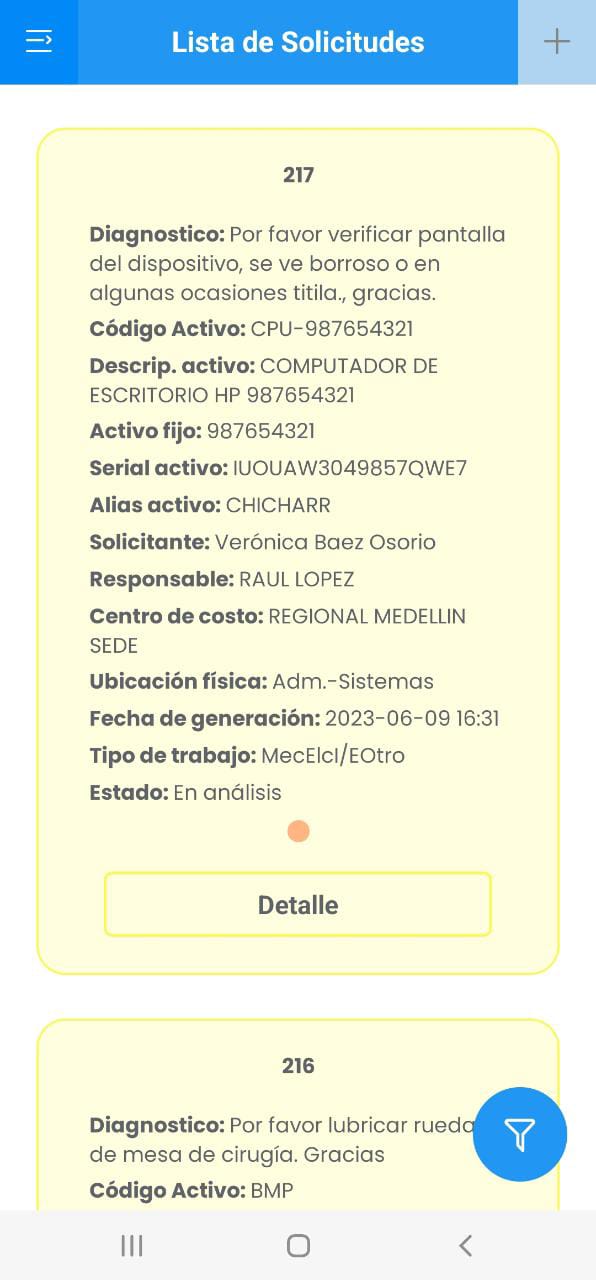 Lista de Solicitudes
217
Diagnostico: Por favor verificar pantalla
del dispositivo, se ve borroso o en
algunas ocasiones titila., gracias.
Código Activo: CPU-987654321
Descrip. activo: COMPUTADOR DE
ESCRITORIO HP 987654321
Activo fijo: 987654321
Serial activo: IUOUAW3049857QWE7
Alias activo: CHICHARR
Solicitante: Verónica Baez Osorio
Responsable: RAUL LOPEZ
Centro de costo: REGIONAL MEDELLIN
SEDE
Ubicación física: Adm.-Sistemas
Fecha de generación: 2023-06-09 16:31
Tipo de trabajo: MecElcI/EOtro
Estado: En análisis
Detalle
216
Diagnostico: Por favor lubricar rueda
de mesa de cirugía. Gracias
Código Activo: BMP